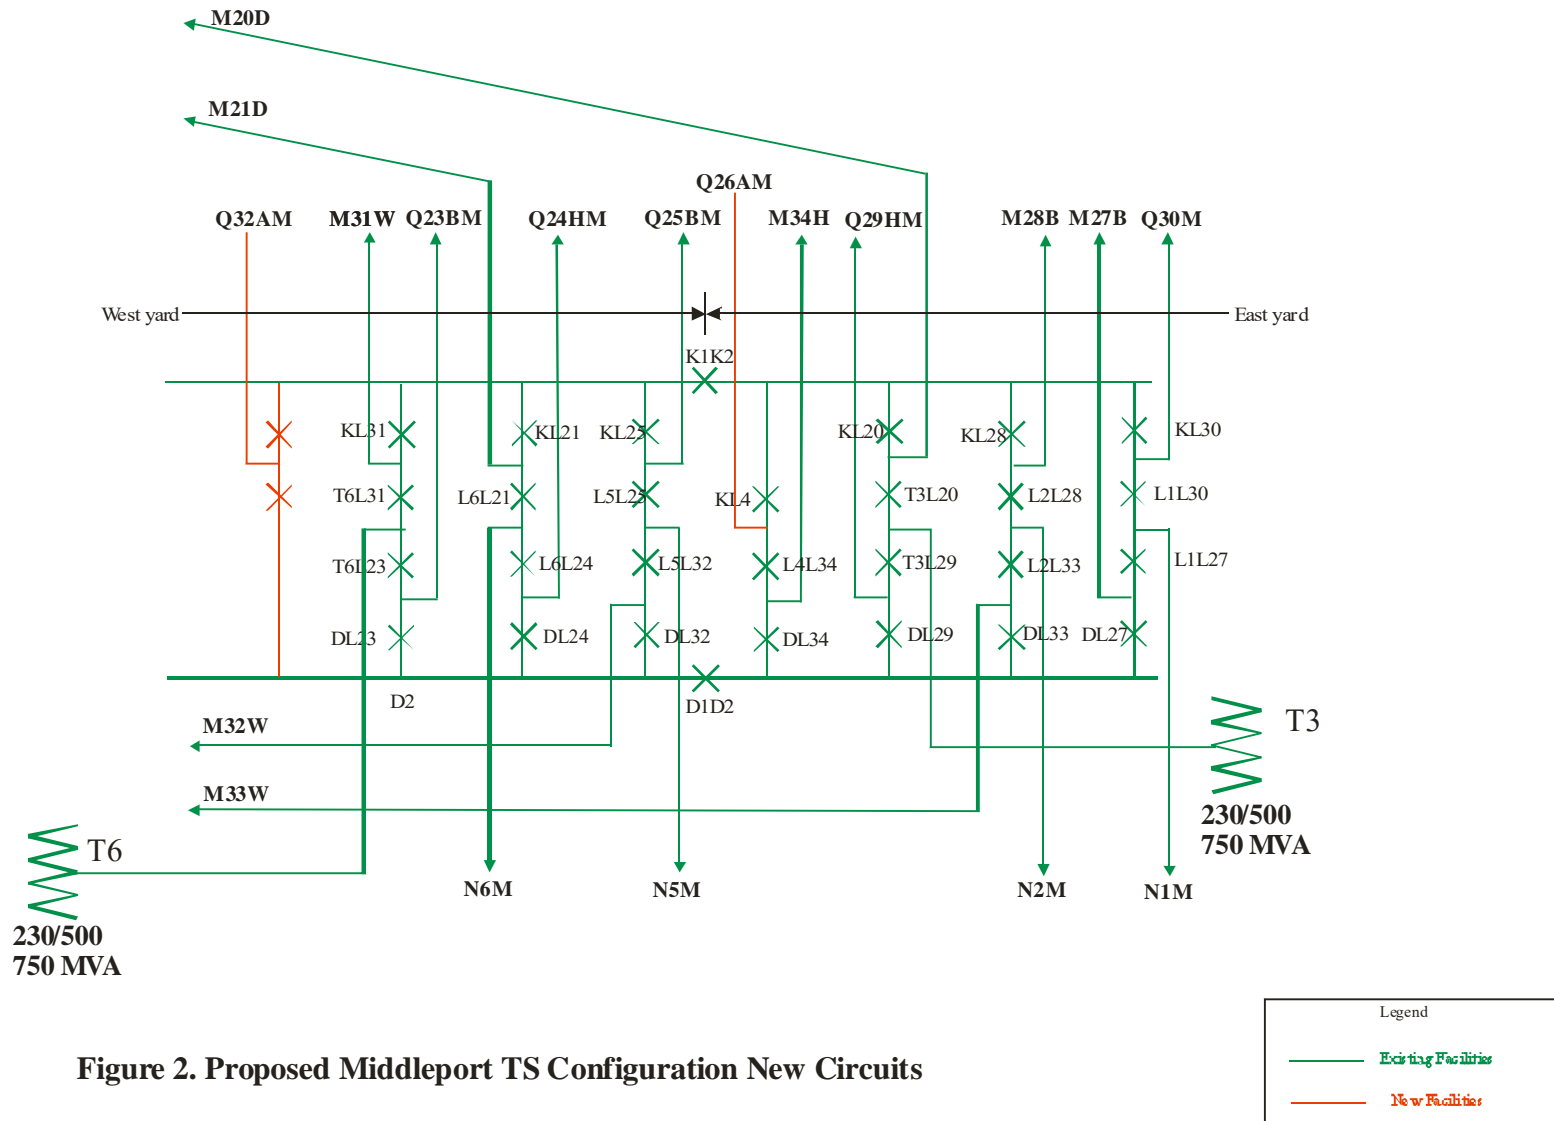 M20D
M21D
Q26AM
Q32AM
M31W
Q23BM
Q24HM
Q25BM
M34H
Q29HM
M28B
M27B
Q30M
West yard
East yard
K1K2
KL31
KL21
KL25
KL20
KL28
KL30
T6L31
L6L21
L5L25
KL4
T3L20
L2L28
L1L30
T6L23
L6L24
L5L32
L4L34
T3L29
L2L33
L1L27
DL23
DL24
DL32
DL34
DL29
DL33
DL27
D2
D1D2
M32W
T3
M33W
230/500
750 MVA
T6
N6M
N5M
N2M
N1M
230/500
750 MVA
Legend
Existing Facilities
New Facilities
Figure 2. Proposed Middleport TS Configuration New Circuits